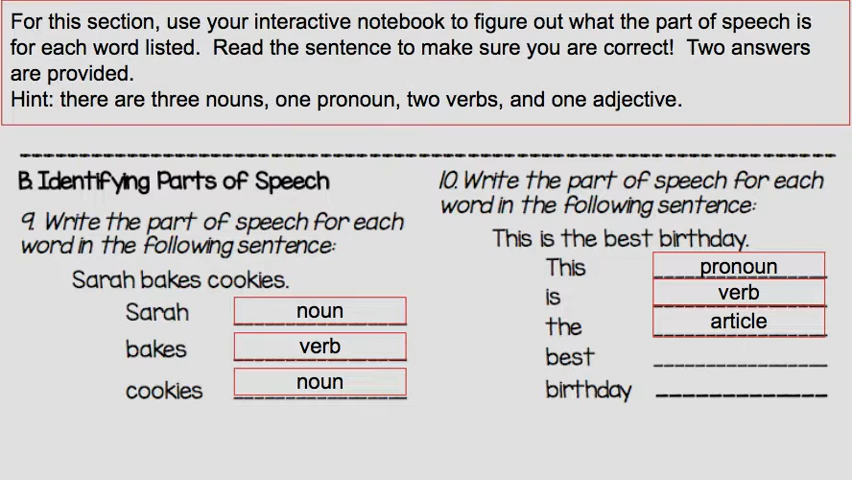 For this section, use your interactive notebook to figure out what the part of speech is
for each word listed.  Read the sentence to make sure you are correct!  Two answers
are provided.
Hint: there are three nouns, one pronoun, two verbs, and one adjective.
B. Identifying Parts of Speech
9. Write the part of speech for each
word in the following sentence:
Sarah bakes cookies.
Sarah noun
bakes verb
cookies noun
10. Write the part of speech for each
word in the following sentence:
This is the best birthday.
This pronoun
is verb
the article
best
birthday